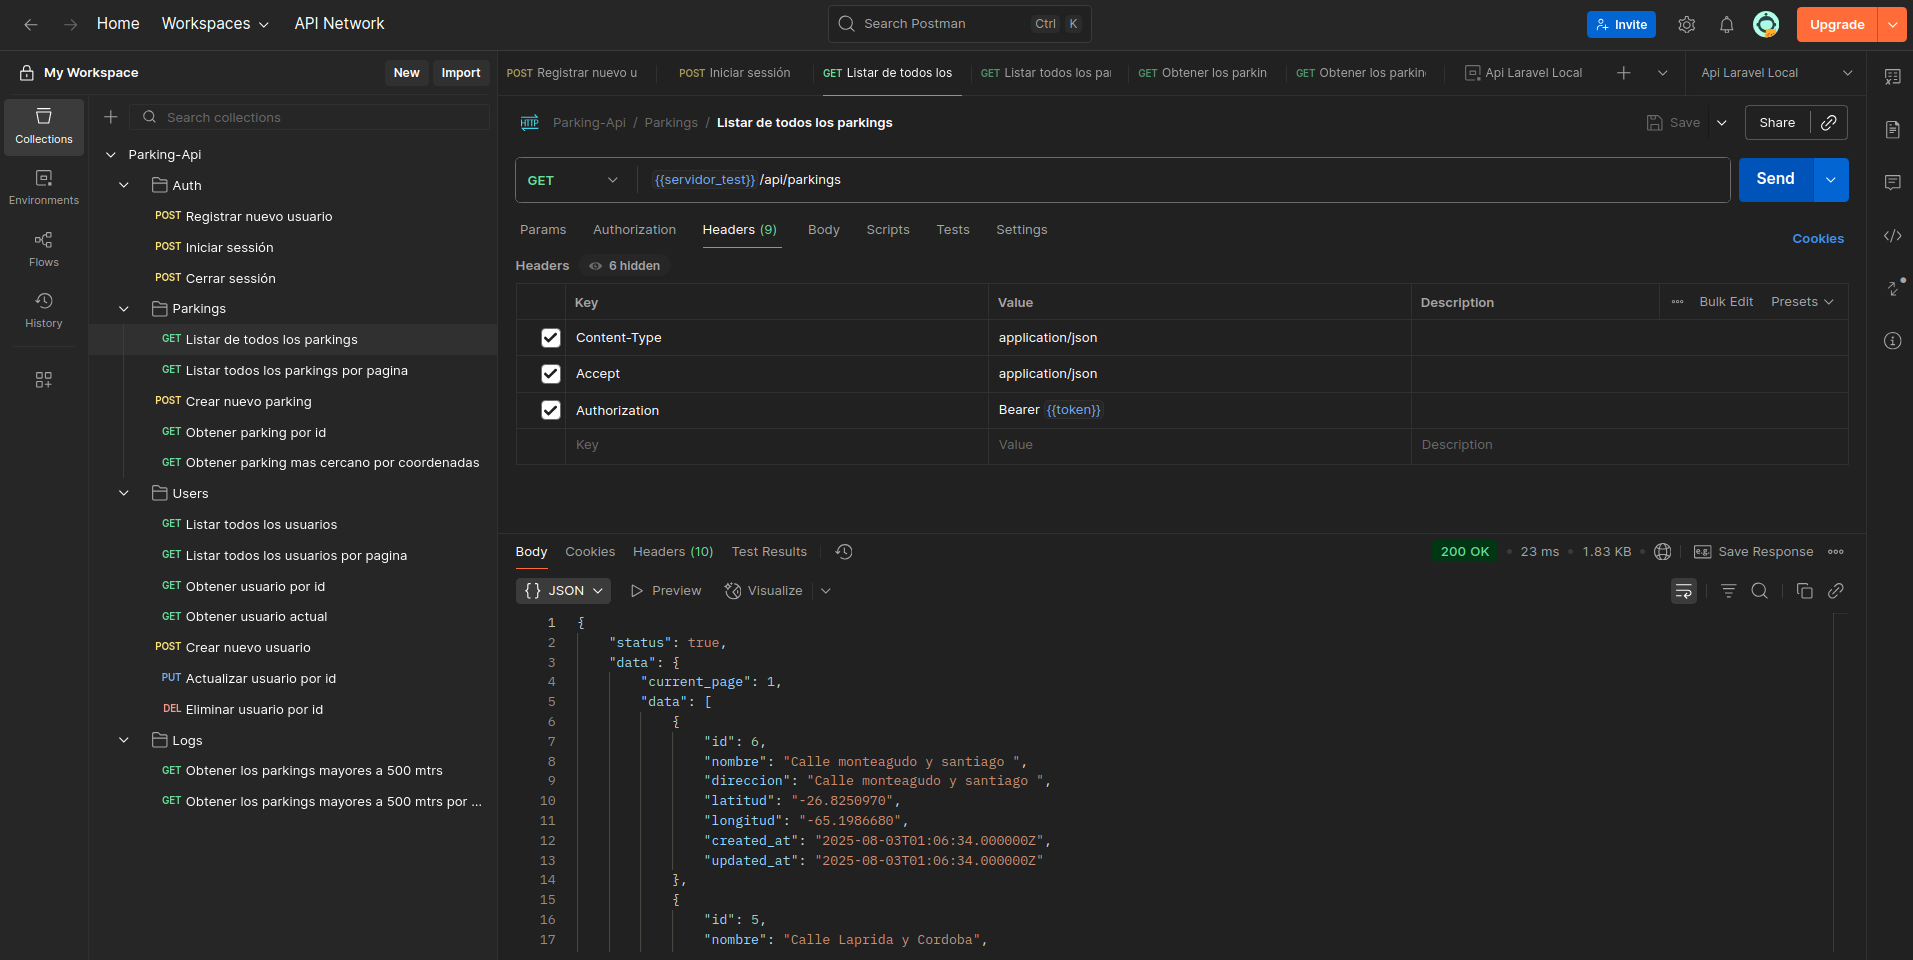 Home Workspaces API Network Search Postman Ctrl K Invite Upgrade
My Workspace New Import
POST Registrar nuevo u POST Iniciar sesión GET Listar de todos los GET Listar todos los pa GET Obtener los parkin GET Obtener los parkin Api Laravel Local Api Laravel Local
Collections
Environments
Flows
History
Search collections
Parking-Api
Auth
POST Registrar nuevo usuario
POST Iniciar sessión
POST Cerrar sessión
Parkings
GET Listar de todos los parkings
GET Listar todos los parkings por pagina
POST Crear nuevo parking
GET Obtener parking por id
GET Obtener parking mas cercano por coordenadas
Users
GET Listar todos los usuarios
GET Listar todos los usuarios por pagina
GET Obtener usuario por id
GET Obtener usuario actual
POST Crear nuevo usuario
PUT Actualizar usuario por id
DEL Eliminar usuario por id
Logs
GET Obtener los parkings mayores a 500 mtrs
GET Obtener los parkings mayores a 500 mtrs por ...
HTTP Parking-Api / Parkings / Listar de todos los parkings Save Share
GET {{servidor_test}} /api/parkings Send
Params Authorization Headers (9) Body Scripts Tests Settings Cookies
Headers 6 hidden
Key Value Description Bulk Edit Presets
Content-Type application/json
Accept application/json
Authorization Bearer {{token}}
Key Value Description
Body Cookies Headers (10) Test Results 200 OK 23 ms 1.83 KB e.g. Save Response
{} JSON Preview Visualize
1 {
2 "status": true,
3 "data": {
4 "current_page": 1,
5 "data": [
6 {
7 "id": 6,
8 "nombre": "Calle monteagudo y santiago ",
9 "direccion": "Calle monteagudo y santiago ",
10 "latitud": "-26.8250970",
11 "longitud": "-65.1986680",
12 "created_at": "2025-08-03T01:06:34.000000Z",
13 "updated_at": "2025-08-03T01:06:34.000000Z"
14 },
15 {
16 "id": 5,
17 "nombre": "Calle Laprida y Cordoba",